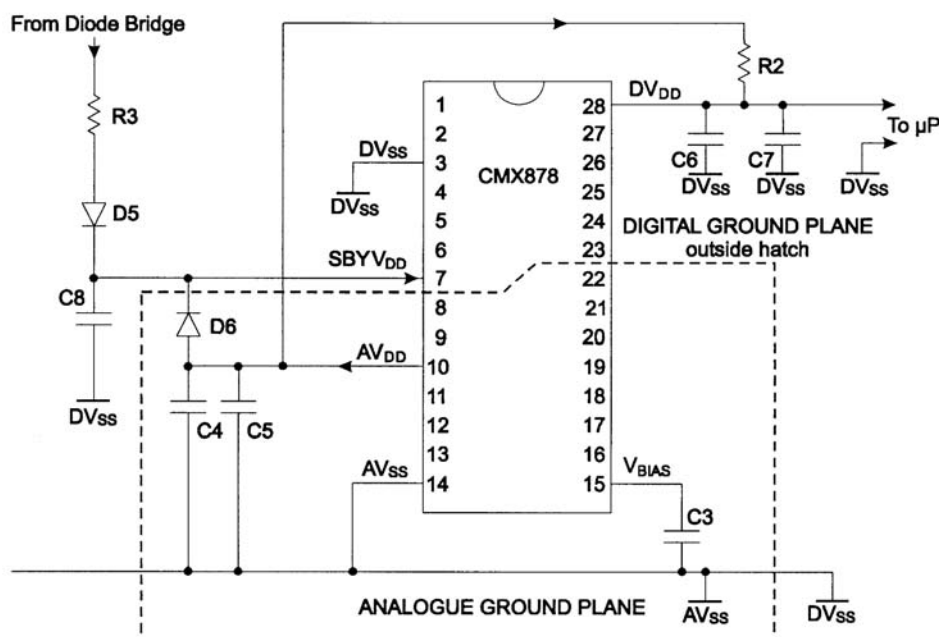 From Diode Bridge
R3
D5
C8
DVSS
DVSS
DVSS
SBYVDD
D6
AVDD
C4
C5
AVSS
CMX878
1
2
3
4
5
6
7
8
9
10
11
12
13
14
28
27
26
25
24
23
22
21
20
19
18
17
16
15
DVDD
R2
C6
DVSS
C7
DVSS
To µP
DVSS
DIGITAL GROUND PLANE
outside hatch
VBIAS
C3
ANALOGUE GROUND PLANE
AVSS
DVSS